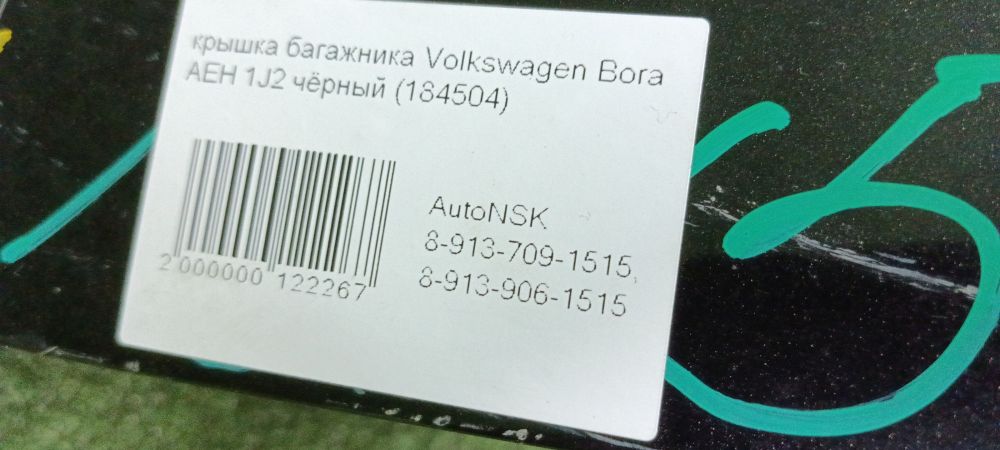 крышка багажника Volkswagen Bora
AEH 1J2 чёрный (184504)
AutoNSK
8-913-709-1515,
8-913-906-1515
2 000000 122267